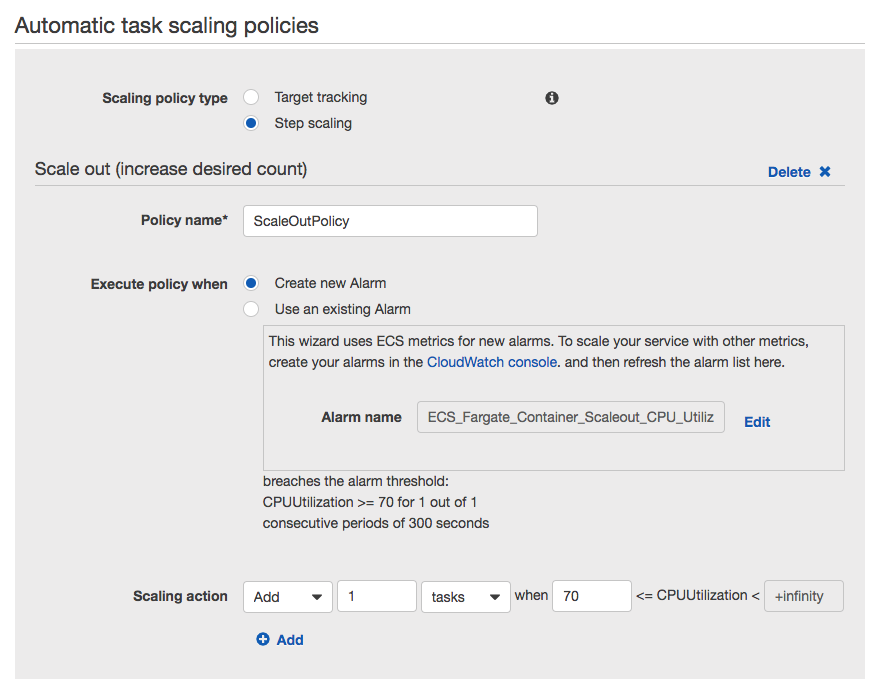 Automatic task scaling policies
Scaling policy type
Target tracking
Step scaling
Scale out (increase desired count)
Delete
Policy name*
ScaleOutPolicy
Execute policy when
Create new Alarm
Use an existing Alarm
This wizard uses ECS metrics for new alarms. To scale your service with other metrics,
create your alarms in the CloudWatch console. and then refresh the alarm list here.
Alarm name
ECS_Fargate_Container_Scaleout_CPU_Utiliz
Edit
breaches the alarm threshold:
CPUUtilization >= 70 for 1 out of 1
consecutive periods of 300 seconds
Scaling action Add 1 tasks when 70 <= CPUUtilization < +infinity
Add